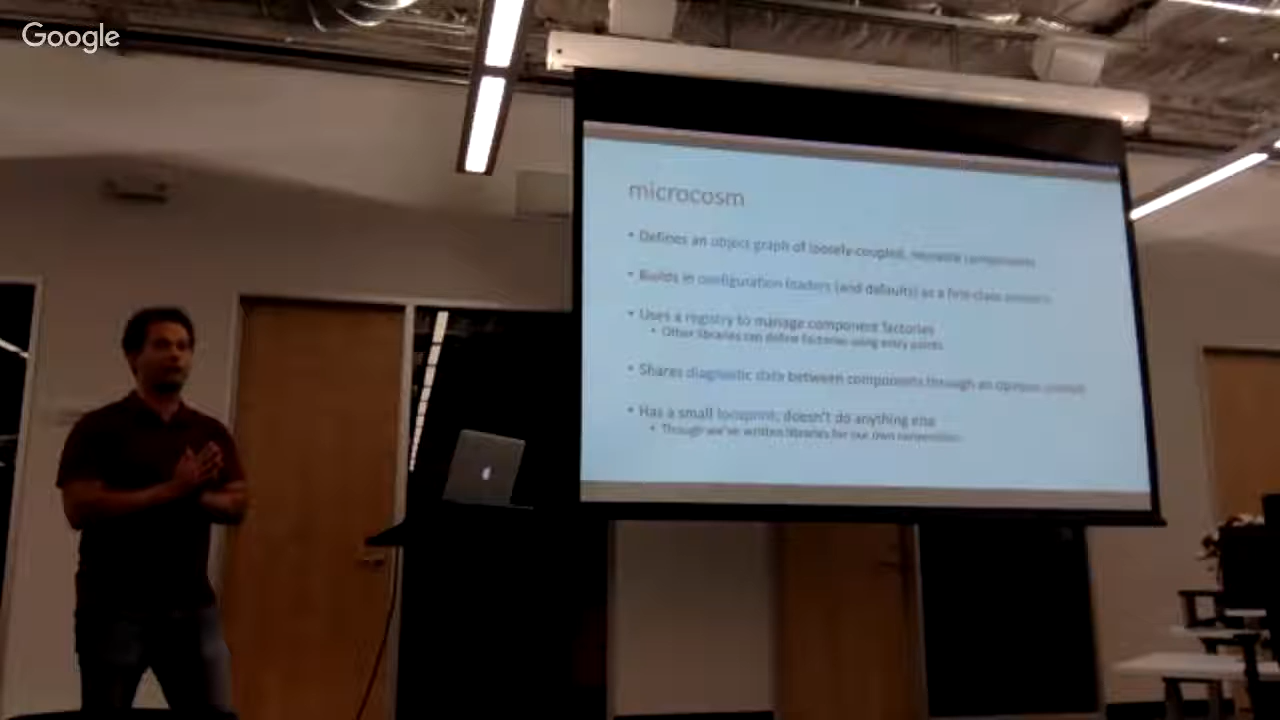 Google
microcosm
• Defines an object graph of loosely coupled, reusable components
• Builds in configuration loaders (and defaults) as a first-class
• Uses a registry to manage component factories
• Other libraries can define factories using entry points
• Shares diagnostic data between components through an opaque context
• Has a small footprint; doesn't do anything else
• Though we've written libraries for our own